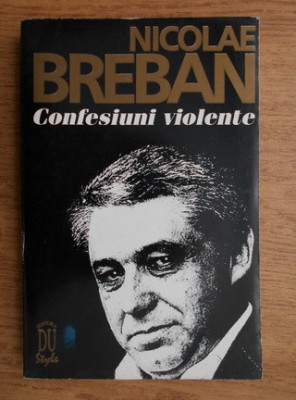 NICOLAE
BREBAN
Confesiuni violente
DU
Style